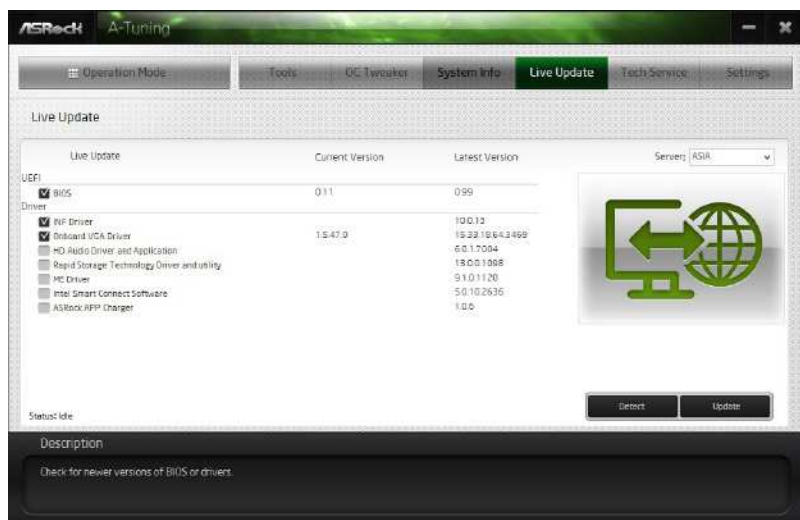 ASRock A-Tuning
Operation Mode Tools OC Tweaker System Info Live Update Tech Service Settings
Live Update
Live Update Current Version Latest Version Server: ASIA
UEFI
BIOS 0.11 0.99
Driver
INF Driver 10.0.13
Onboard VGA Driver 1.5.47.0 15.33.18.64.3469
HD Audio Driver and Application 6.0.1.7004
Rapid Storage Technology Driver and utility 13.0.0.1098
ME Driver 9.1.0.1120
Intel Smart Connect Software 5.0.10.2636
ASRock APP Charger 1.0.6
Detect Update
Status: Idle
Description
Check for newer versions of BIOS or drivers.